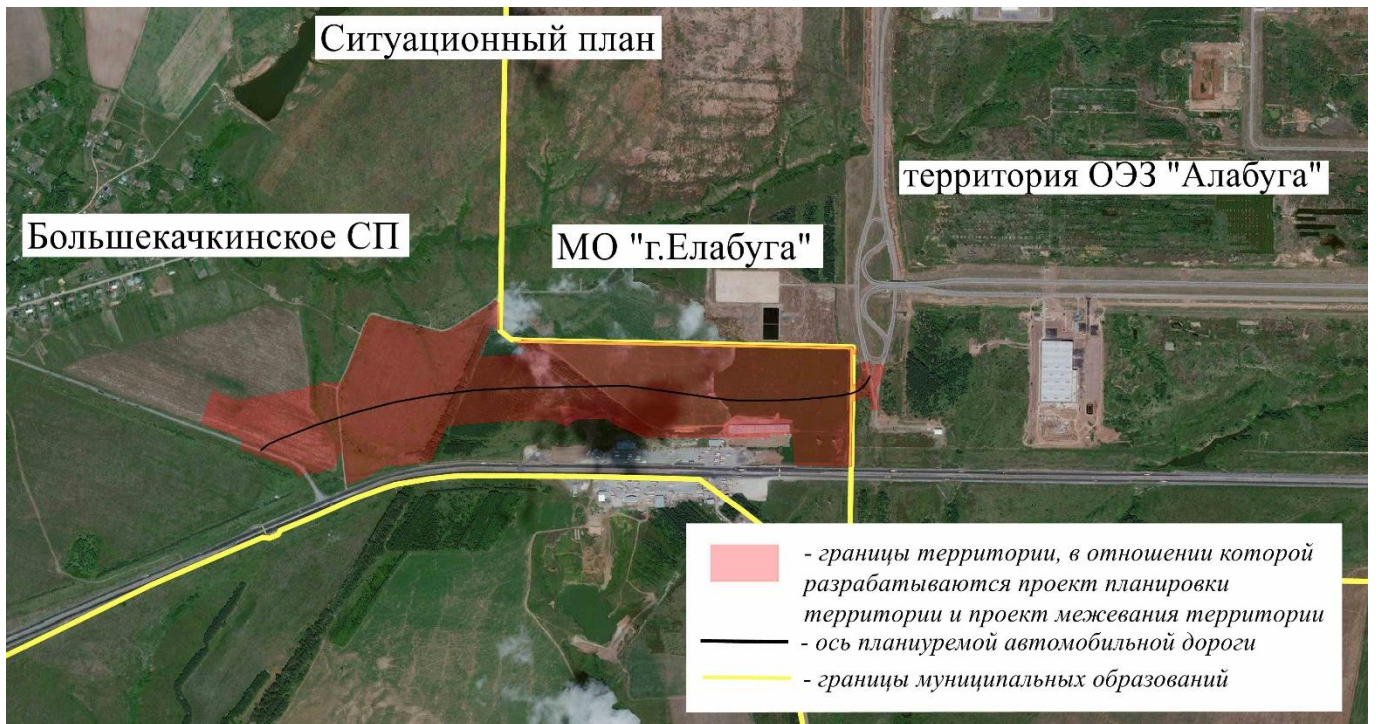 Ситуационный план
территория ОЭЗ "Алабуга"
Большекачкинское СП
МО "г.Елабуга"
- границы территории, в отношении которой
разрабатываются проект планировки
территории и проект межевания территории
- ось планиуремой автомобильной дороги
- границы муниципальных образований